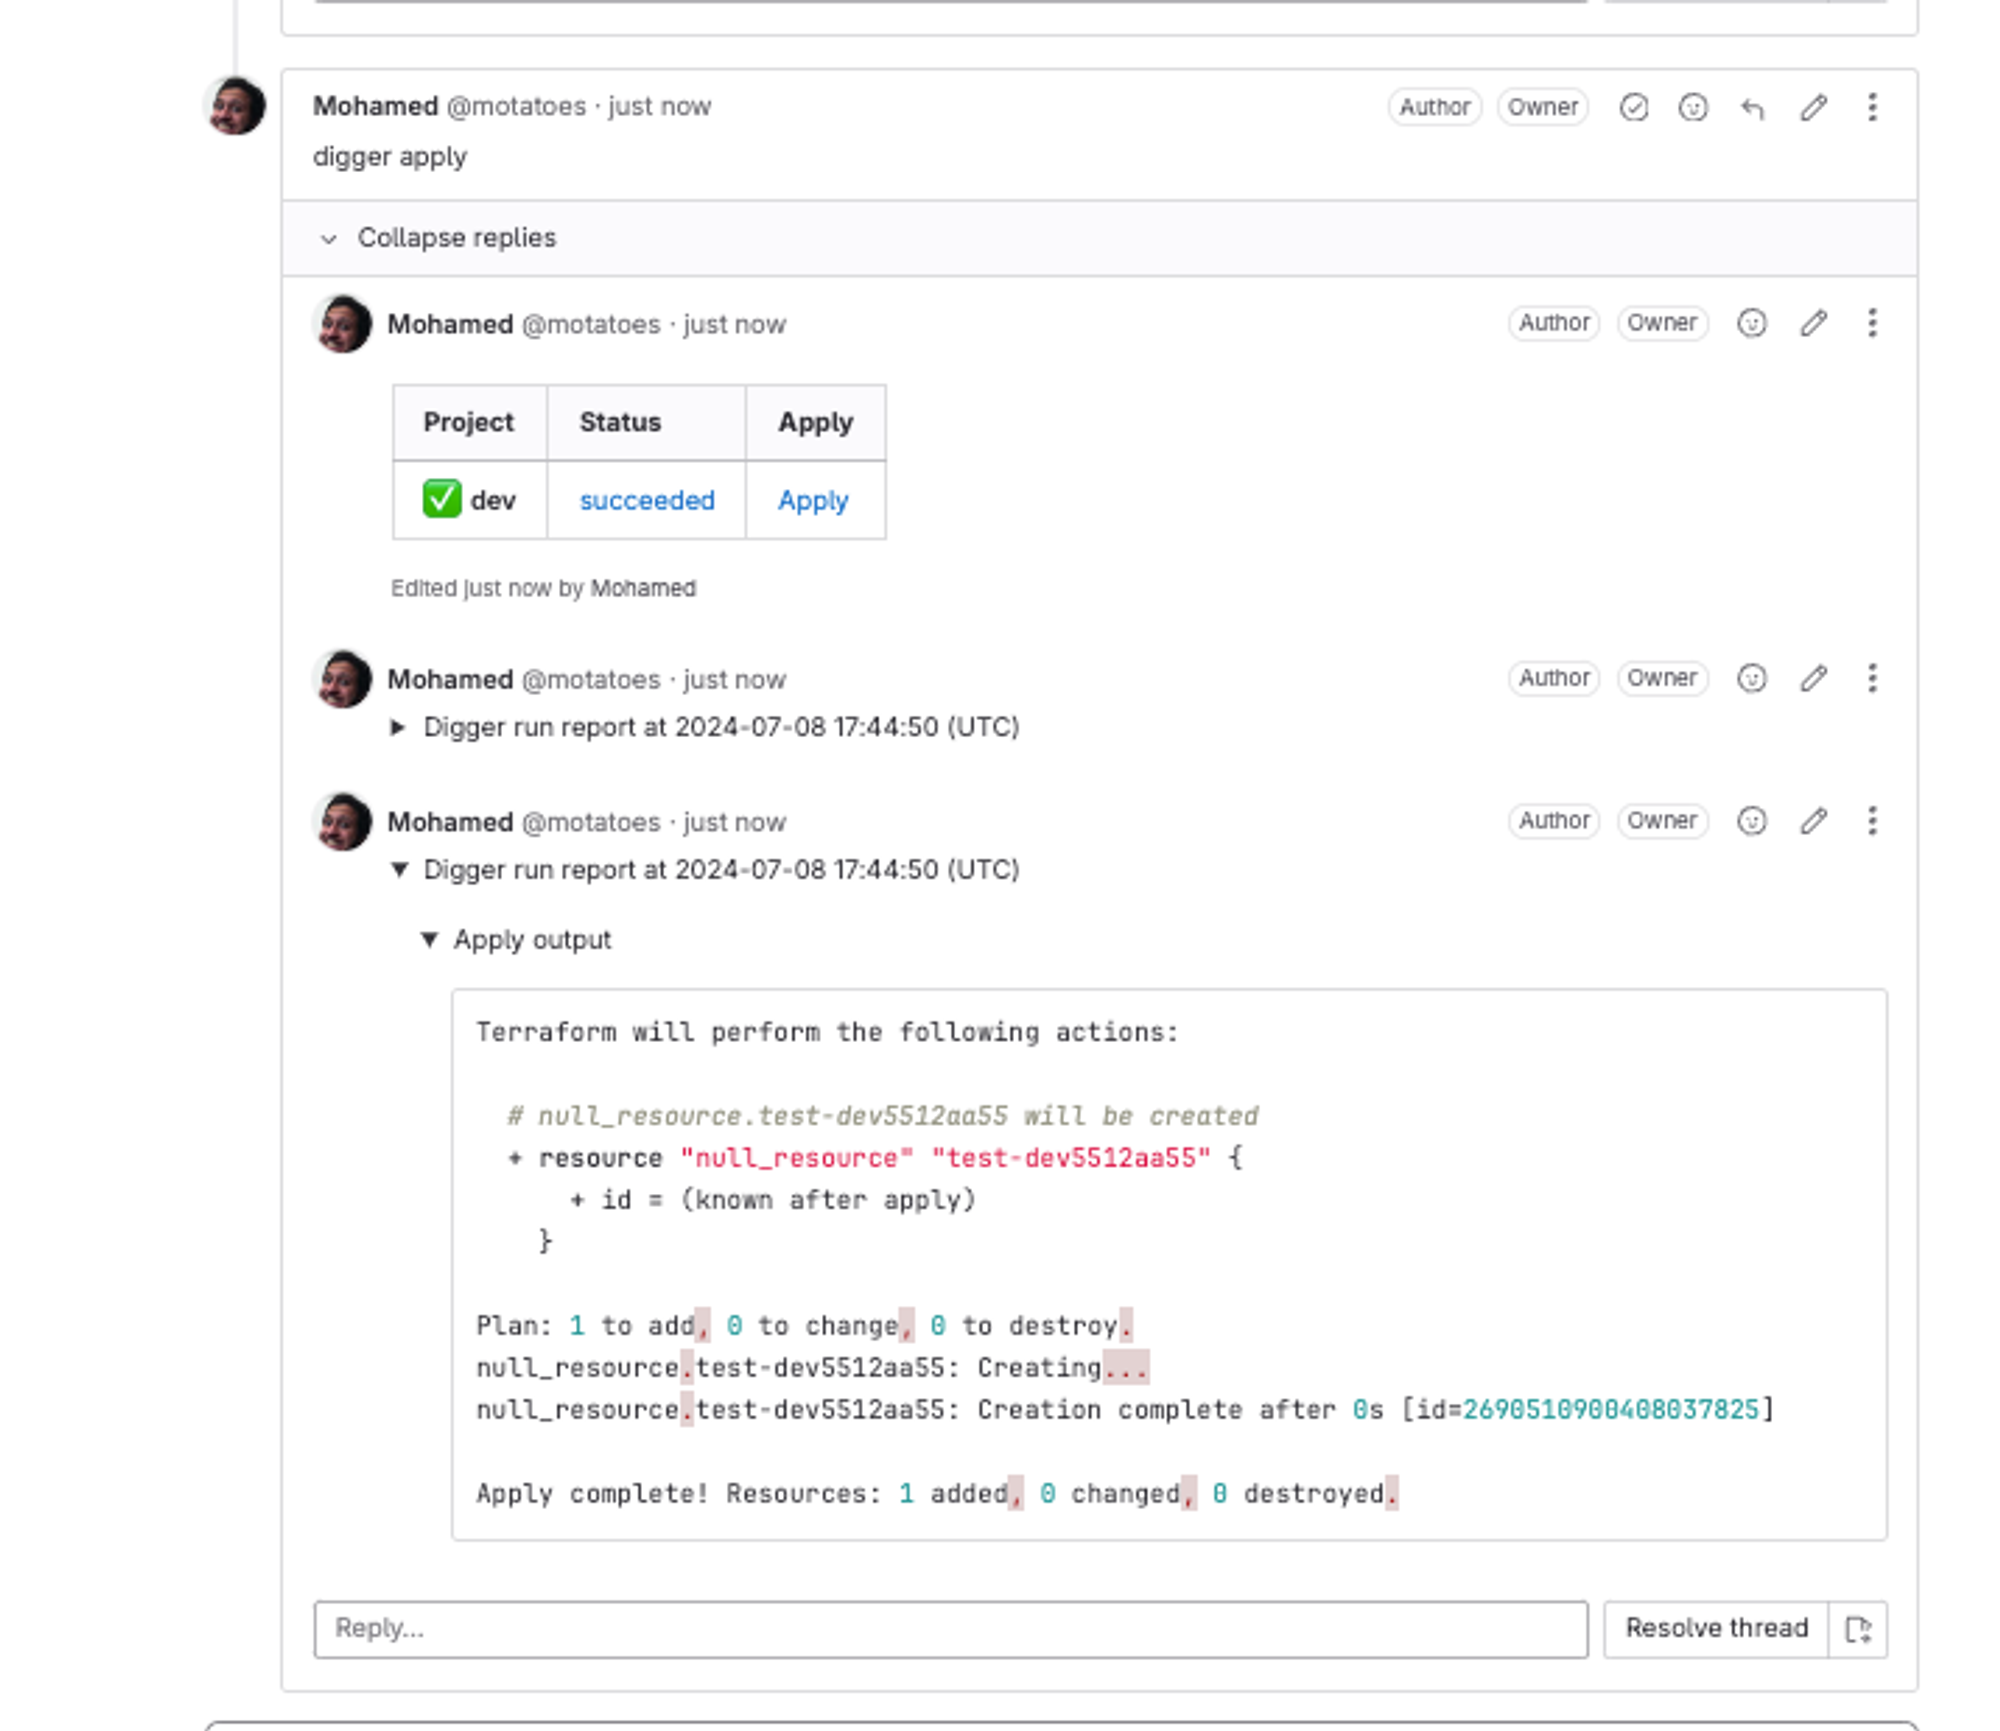 Mohamed @motatoes · just now
Author Owner
digger apply
Collapse replies
Mohamed @motatoes · just now
Author Owner
Project Status Apply
✅ dev succeeded Apply
Edited just now by Mohamed
Mohamed @motatoes · just now
Author Owner
Digger run report at 2024-07-08 17:44:50 (UTC)
Mohamed @motatoes · just now
Author Owner
Digger run report at 2024-07-08 17:44:50 (UTC)
Apply output
Terraform will perform the following actions:
# null_resource.test-dev5512aa55 will be created
+ resource "null_resource" "test-dev5512aa55" {
+ id = (known after apply)
}
Plan: 1 to add, 0 to change, 0 to destroy.
null_resource.test-dev5512aa55: Creating...
null_resource.test-dev5512aa55: Creation complete after 0s [id=2690510900408037825]
Apply complete! Resources: 1 added, 0 changed, 0 destroyed.
Reply...
Resolve thread